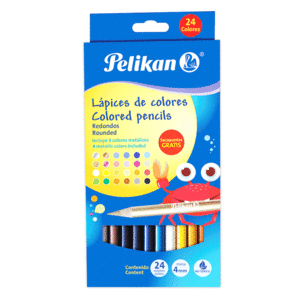 24
Colores
Pelikan
Lápices de colores
Colored pencils
Redondos
Rounded
Incluye 4 colores metálicos
4 metallic colors included
Sacapuntas
GRATIS
Contenido
Content
24
4mm